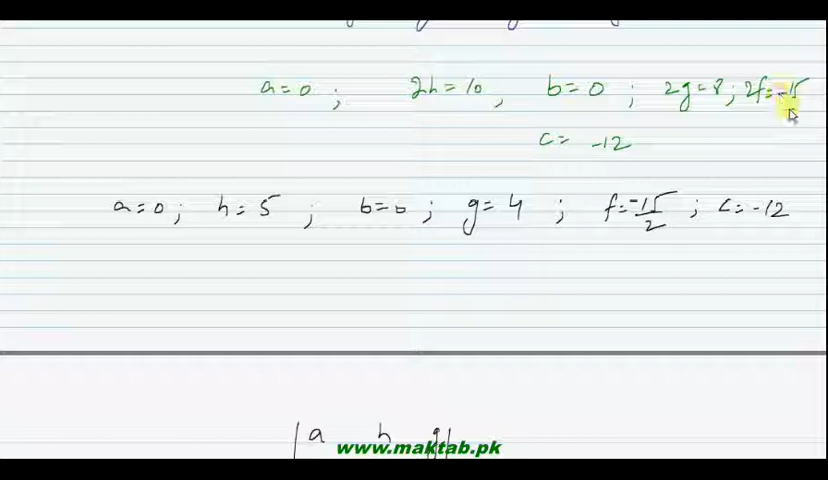 a=0 ; 2h=10 , b=0 ; 2g=8 ; 2f=-15
c= -12
a=0 ; h=5 ; b=0 ; g=4 ; f=-15/2 ; c=-12
|a h g|
www.maktab.pk